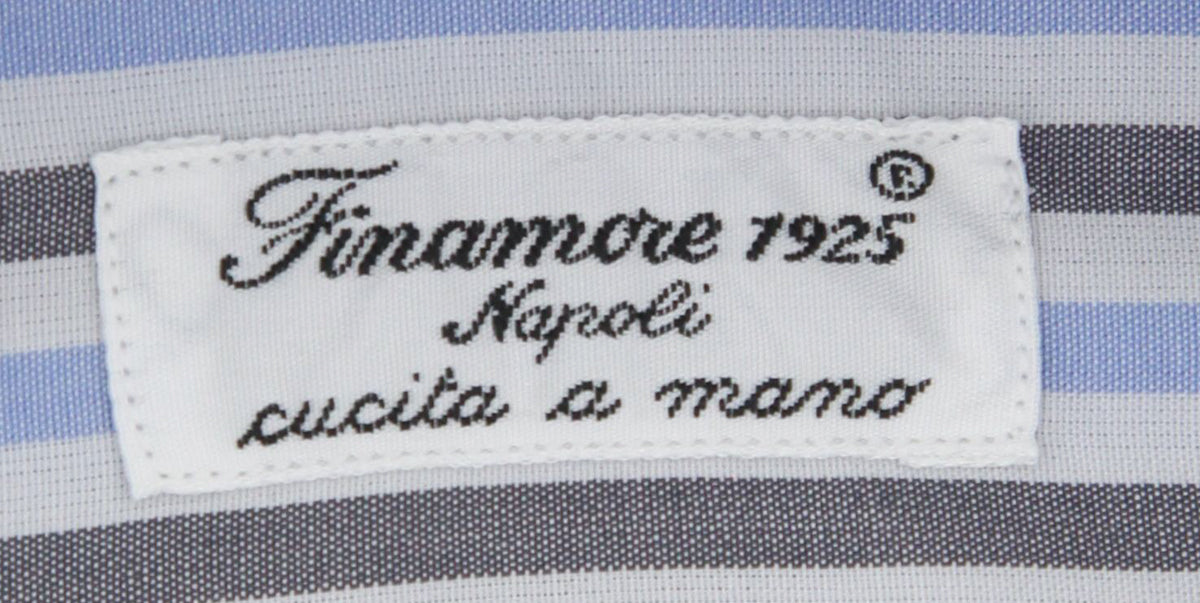 Finamore 1925®
Napoli
cucita a mano